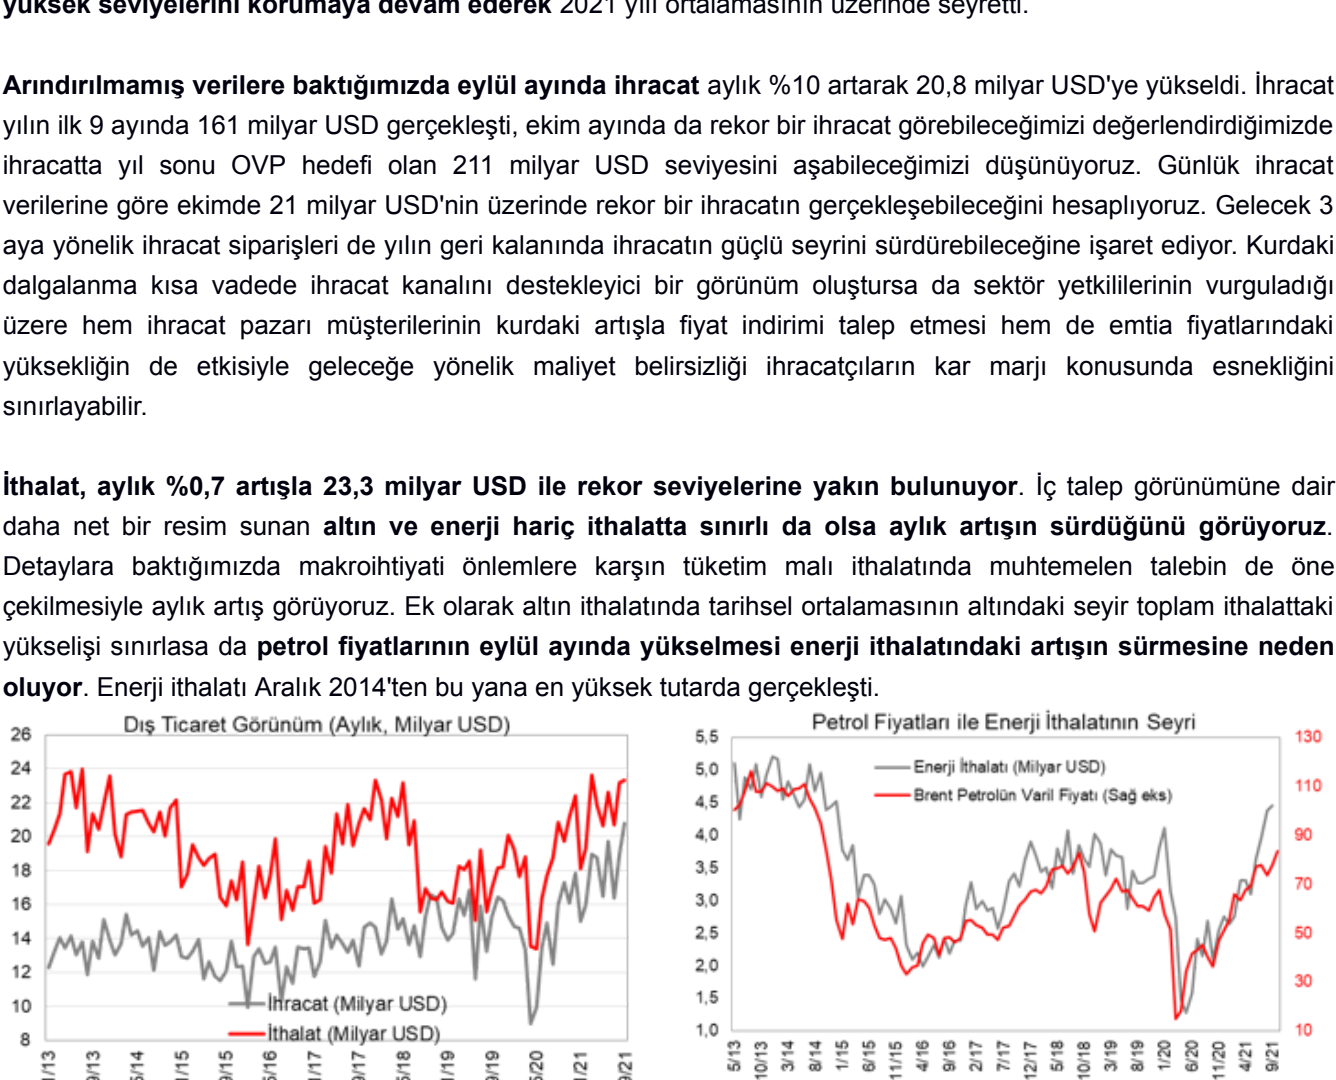 yüksek seviyelerini korumaya devam ederek 2021 yılı ortalamasının üzerinde seyretti.
Arındırılmamış verilere baktığımızda eylül ayında ihracat aylık %10 artarak 20,8 milyar USD'ye yükseldi. İhracat
yılın ilk 9 ayında 161 milyar USD gerçekleşti, ekim ayında da rekor bir ihracat görebileceğimizi değerlendirdiğimizde
ihracatta yıl sonu OVP hedefi olan 211 milyar USD seviyesini aşabileceğimizi düşünüyoruz. Günlük ihracat
verilerine göre ekimde 21 milyar USD'nin üzerinde rekor bir ihracatın gerçekleşebileceğini hesaplıyoruz. Gelecek 3
aya yönelik ihracat siparişleri de yılın geri kalanında ihracatın güçlü seyrini sürdürebileceğine işaret ediyor. Kurdaki
dalgalanma kısa vadede ihracat kanalını destekleyici bir görünüm oluştursa da sektör yetkililerinin vurguladığı
üzere hem ihracat pazarı müşterilerinin kurdaki artışla fiyat indirimi talep etmesi hem de emtia fiyatlarındaki
yüksekliğin de etkisiyle geleceğe yönelik maliyet belirsizliği ihracatçıların kar marjı konusunda esnekliğini
sınırlayabilir.
İthalat, aylık %0,7 artışla 23,3 milyar USD ile rekor seviyelerine yakın bulunuyor. İç talep görünümüne dair
daha net bir resim sunan altın ve enerji hariç ithalatta sınırlı da olsa aylık artışın sürdüğünü görüyoruz.
Detaylara baktığımızda makroihtiyati önlemlere karşın tüketim malı ithalatında muhtemelen talebin de öne
çekilmesiyle aylık artış görüyoruz. Ek olarak altın ithalatında tarihsel ortalamasının altındaki seyir toplam ithalattaki
yükselişi sınırlasa da petrol fiyatlarının eylül ayında yükselmesi enerji ithalatındaki artışın sürmesine neden
oluyor. Enerji ithalatı Aralık 2014'ten bu yana en yüksek tutarda gerçekleşti.
Dış Ticaret Görünüm (Aylık, Milyar USD)
26
24
22
20
18
16
14
12
10
8
İhracat (Milyar USD)
İthalat (Milyar USD)
1/13
9/13
5/14
1/15
9/15
5/16
1/17
9/17
5/18
1/19
9/19
5/20
1/21
9/21
Petrol Fiyatları ile Enerji İthalatının Seyri
5,5
5,0
4,5
4,0
3,5
3,0
2,5
2,0
1,5
1,0
Enerji İthalatı (Milyar USD)
Brent Petrolün Varil Fiyatı (Sağ eks)
130
110
90
70
50
30
10
5/13
10/13
3/14
8/14
1/15
6/15
11/15
4/16
9/16
2/17
7/17
12/17
5/18
10/18
3/19
8/19
1/20
6/20
11/20
4/21
9/21